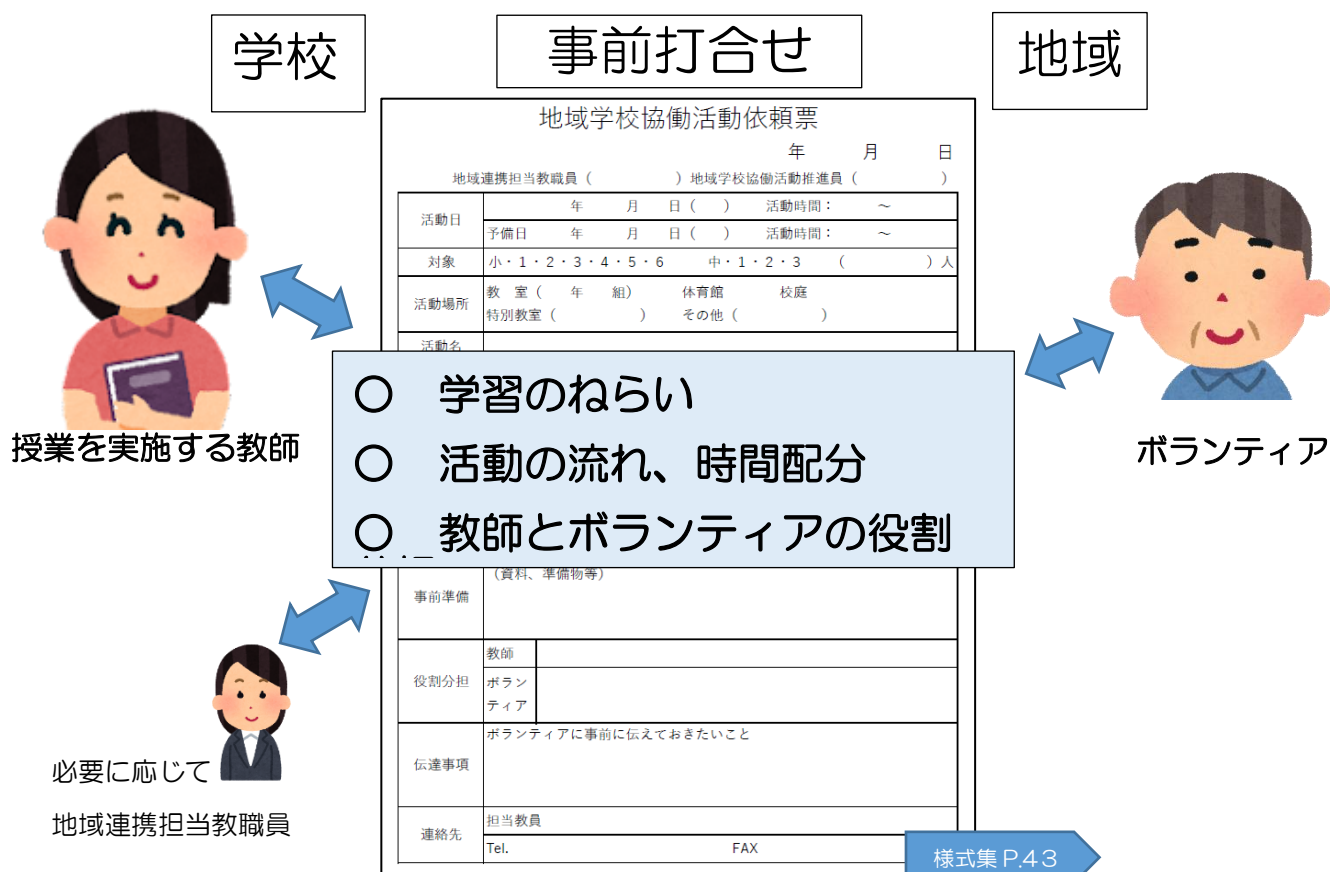 学校
事前打合せ
地域
地域学校協働活動依頼票
年 月 日
地域連携担当教職員（ ）地域学校協働活動推進員（ ）
活動日 年 月 日（ ） 活動時間： ～
予備日 年 月 日（ ） 活動時間： ～
対象 小・1・2・3・4・5・6 中・1・2・3 （ ）人
活動場所 教 室（ 年 組） 体育館 校庭
特別教室（ ） その他（ ）
活動名
○ 学習のねらい
○ 活動の流れ、時間配分
○ 教師とボランティアの役割
授業を実施する教師
ボランティア
（資料、準備物等）
事前準備
役割分担 教師
ボラン
ティア
ボランティアに事前に伝えておきたいこと
伝達事項
必要に応じて
地域連携担当教職員
連絡先 担当教員
Tel. FAX
様式集 P.43